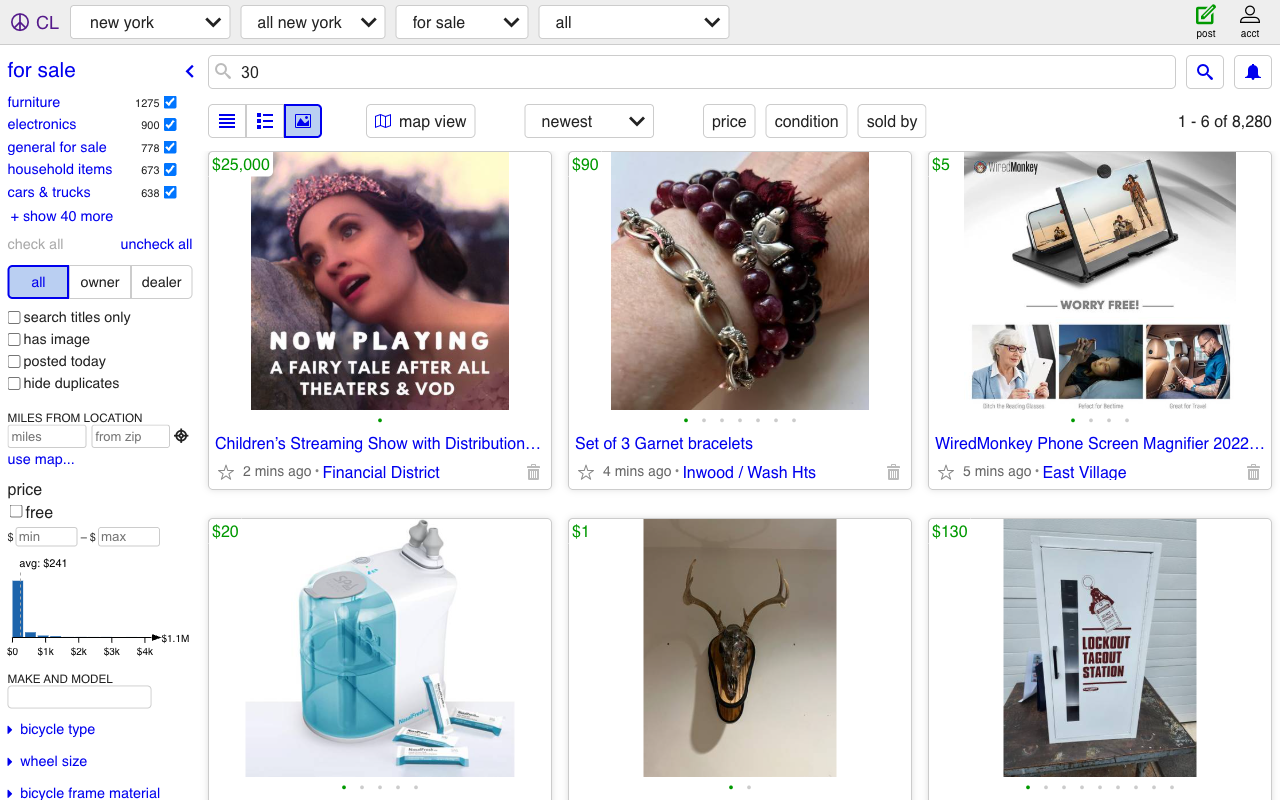 CL
new york
all new york
for sale
all
post
acct
for sale
30
furniture 1275
electronics 900
general for sale 778
household items 673
cars & trucks 638
+ show 40 more
check all uncheck all
all owner dealer
search titles only
has image
posted today
hide duplicates
MILES FROM LOCATION
miles from zip
use map...
price
free
$ min – $ max
avg: $241
$1.1M
$0 $1k $2k $3k $4k
MAKE AND MODEL
bicycle type
wheel size
bicycle frame material
map view
newest
price
condition
sold by
1 - 6 of 8,280
$25,000
NOW PLAYING
A FAIRY TALE AFTER ALL
THEATERS & VOD
Children’s Streaming Show with Distribution…
2 mins ago · Financial District
$90
Set of 3 Garnet bracelets
4 mins ago · Inwood / Wash Hts
$5
WiredMonkey
WORRY FREE!
Ditch the Reading Glasses
Perfect for Bedtime
Great for Travel
WiredMonkey Phone Screen Magnifier 2022…
5 mins ago · East Village
$20
$1
$130
LOCKOUT
TAGOUT
STATION